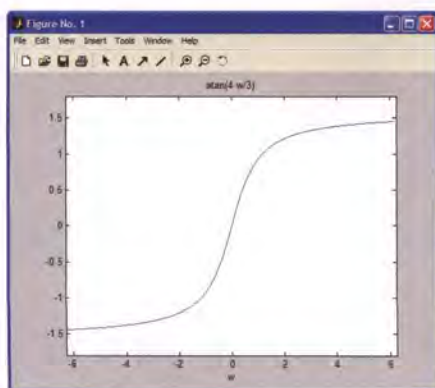 Figure No. 1
File Edit View Insert Tools Window Help
A
atan(4 w/3)
1.5
1
0.5
0
-0.5
-1
-1.5
-6 -4 -2 0 2 4 6
w